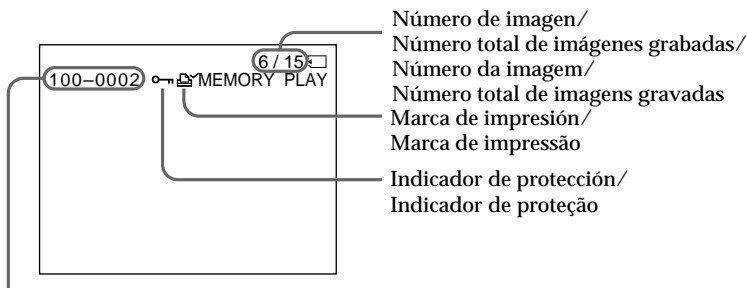 6 / 15
100–0002 MEMORY PLAY
Número de imagen/
Número total de imágenes grabadas/
Número da imagem/
Número total de imagens gravadas
Marca de impresión/
Marca de impressão
Indicador de protección/
Indicador de proteção